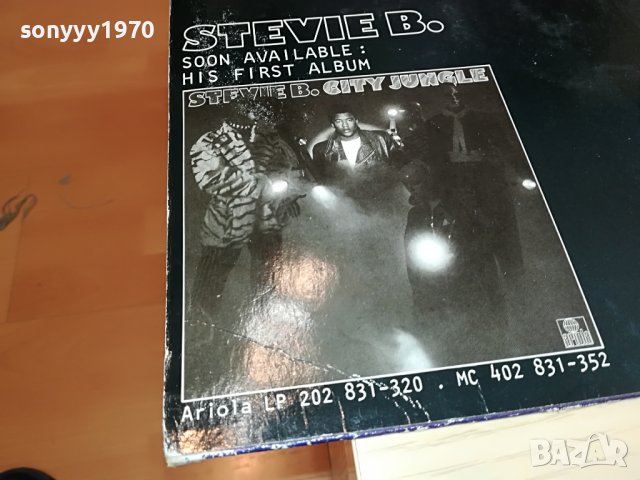 sonyyy1970
STEVIE B.
SOON AVAILABLE:
HIS FIRST ALBUM
STEVIE B. CITY JUNGLE
Ariola LP 202 831-320 . MC 402 831-352
BAZAR